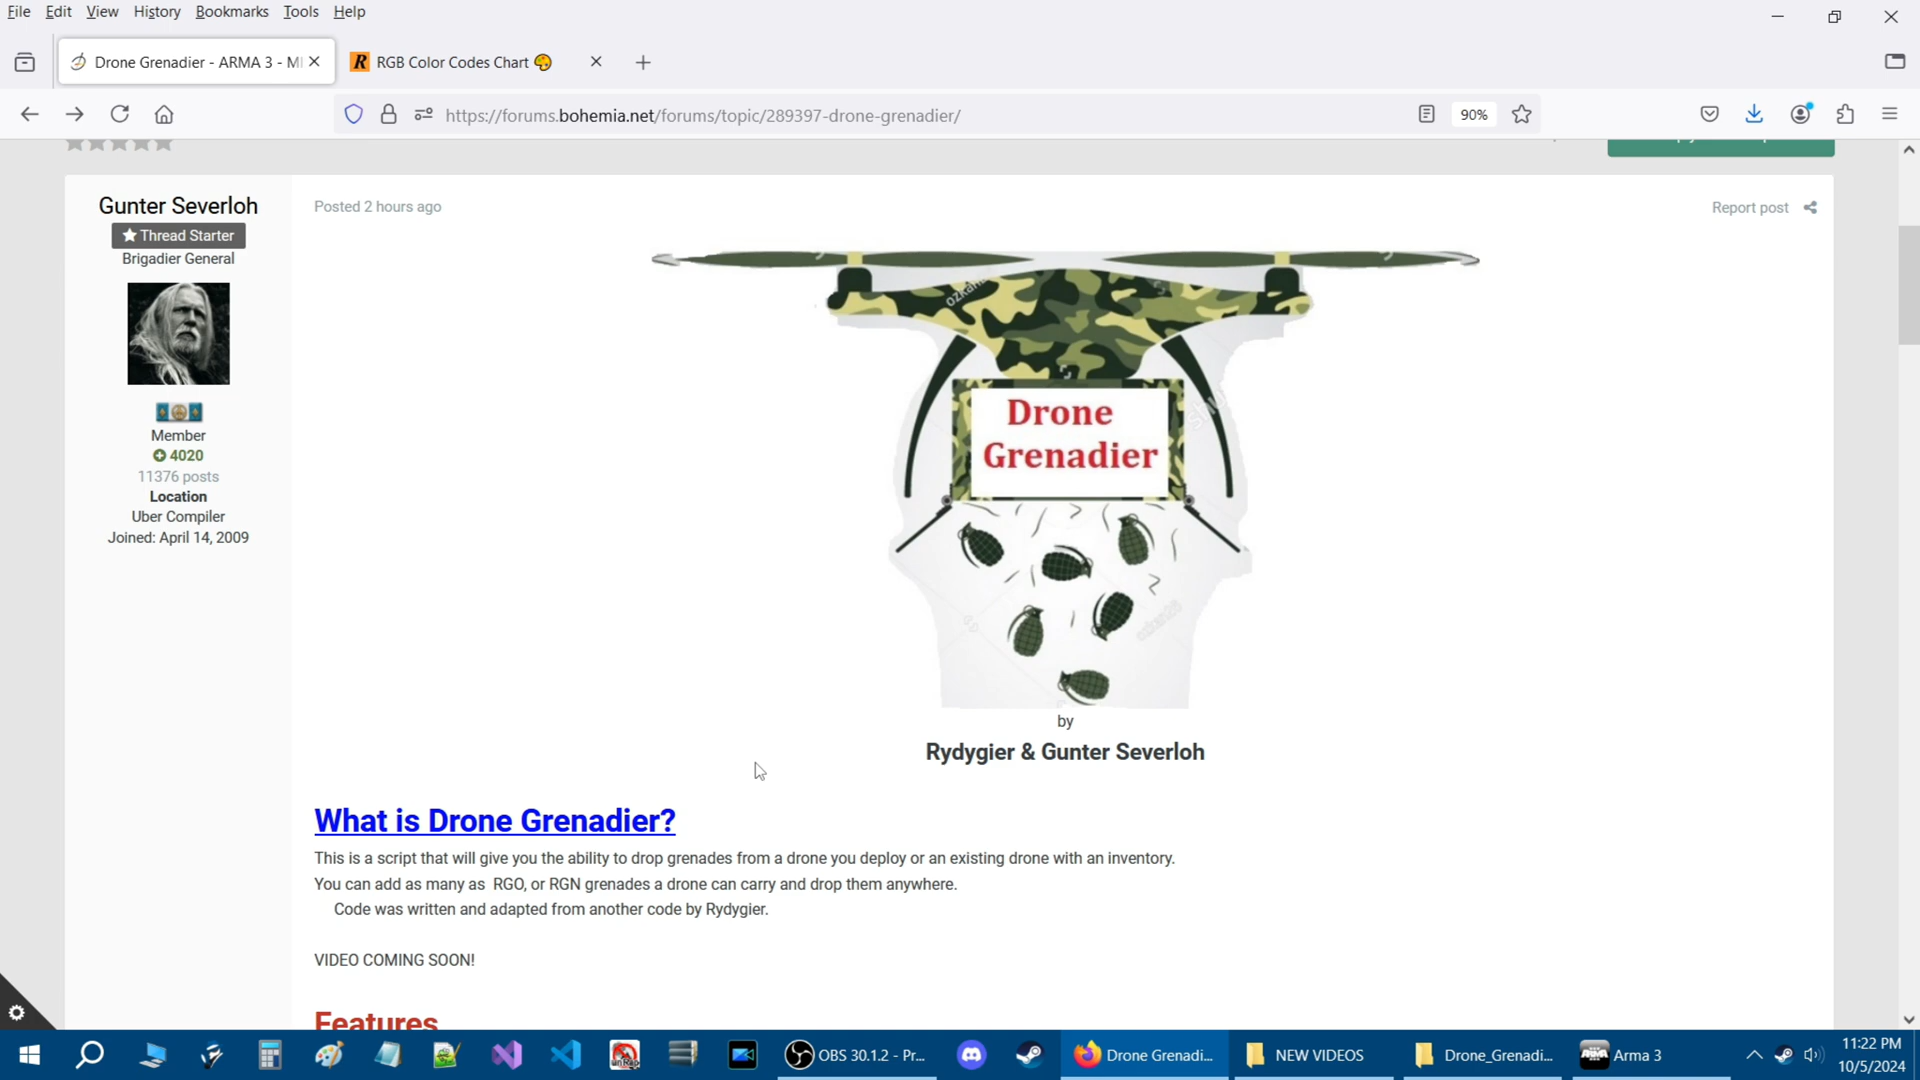 File Edit View History Bookmarks Tools Help
Drone Grenadier - ARMA 3 - MI
RGB Color Codes Chart
https://forums.bohemia.net/forums/topic/289397-drone-grenadier/
90%
Gunter Severloh
Thread Starter
Brigadier General
Member
4020
11376 posts
Location
Uber Compiler
Joined: April 14, 2009
Posted 2 hours ago
Report post
Drone
Grenadier
by
Rydygier & Gunter Severloh
What is Drone Grenadier?
This is a script that will give you the ability to drop grenades from a drone you deploy or an existing drone with an inventory.
You can add as many as RGO, or RGN grenades a drone can carry and drop them anywhere.
Code was written and adapted from another code by Rydygier.
VIDEO COMING SOON!
Features
OBS 30.1.2 - Pr...
Drone Grenadi...
NEW VIDEOS
Drone_Grenadi...
Arma 3
11:22 PM
10/5/2024